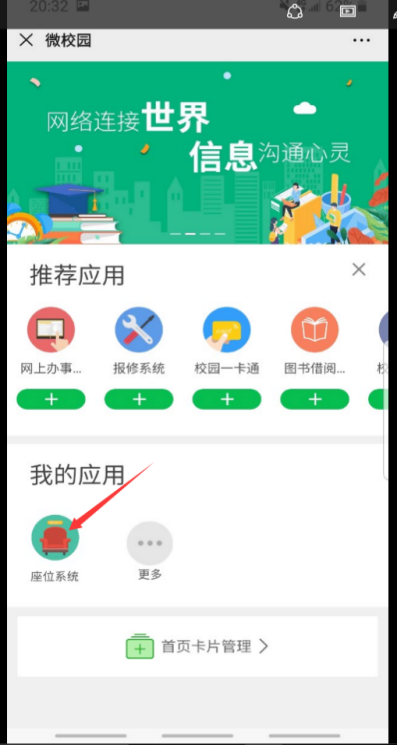 20:32
微校园
网络连接世界
信息沟通心灵
推荐应用
网上办事...
报修系统
校园一卡通
图书借阅...
我的应用
座位系统
更多
首页卡片管理